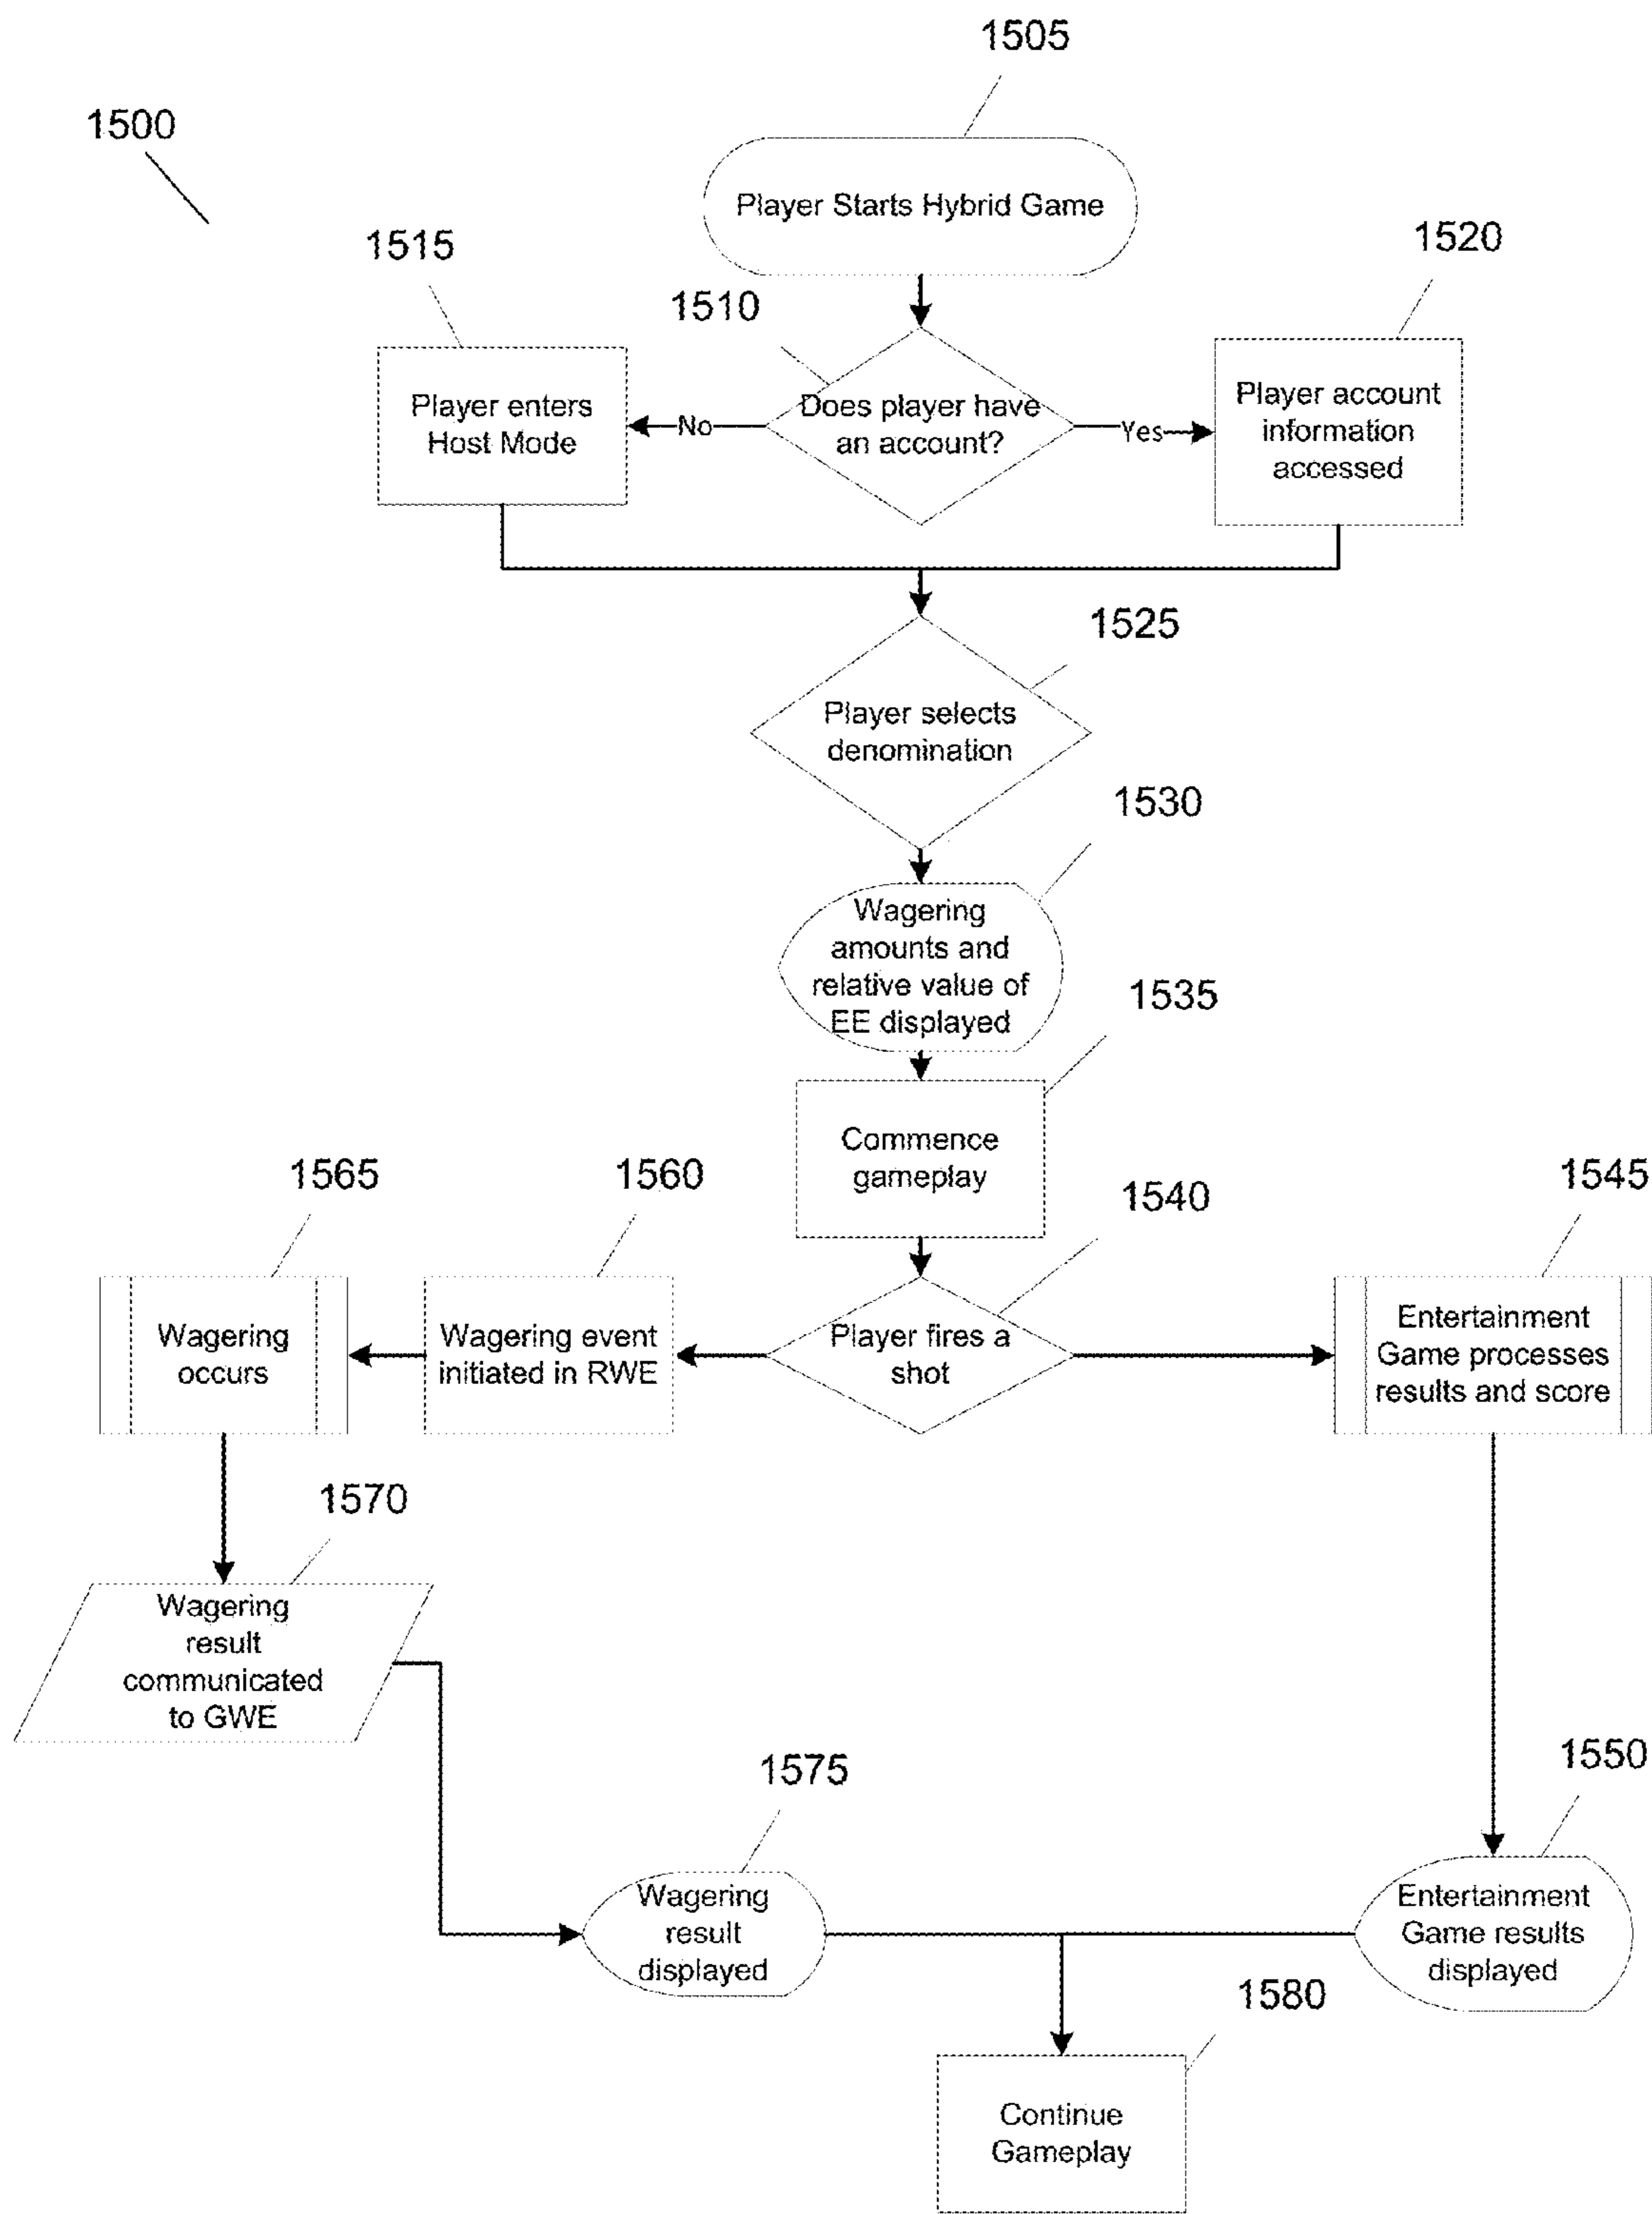 1505
1500
Player Starts Hybrid Game
1515
1520
1510
Player enters
Host Mode
No
Does player have
an account?
Yes
Player account
information
accessed
1525
Player selects
denomination
1530
Wagering
amounts and
relative value of
EE displayed
1535
Commence
gameplay
1565
1560
1540
1545
Wagering
occurs
Wagering event
initiated in RWE
Player fires a
shot
Entertainment
Game processes
results and score
1570
Wagering
result
communicated
to GWE
1575
1550
Wagering
result
displayed
Entertainment
Game results
displayed
1580
Continue
Gameplay